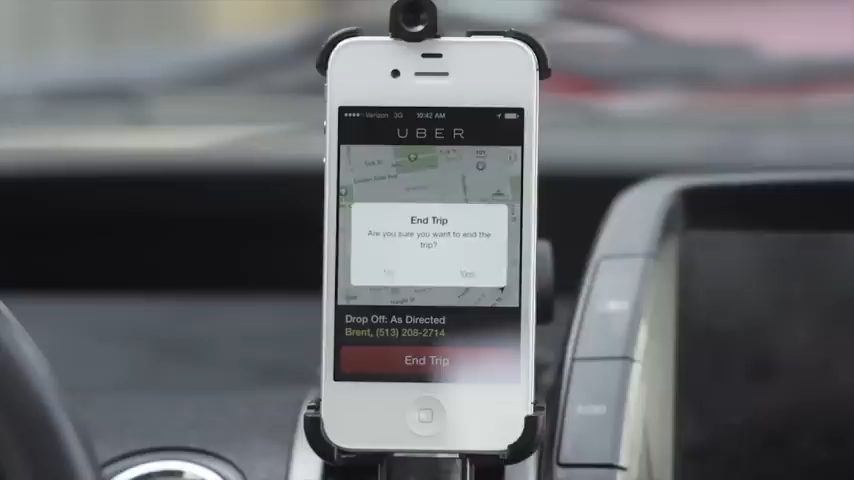 Verizon 3G 10:42 AM
UBER
End Trip
Are you sure you want to end the
trip?
No Yes
Drop Off: As Directed
Brent, (513) 208-2714
End Trip